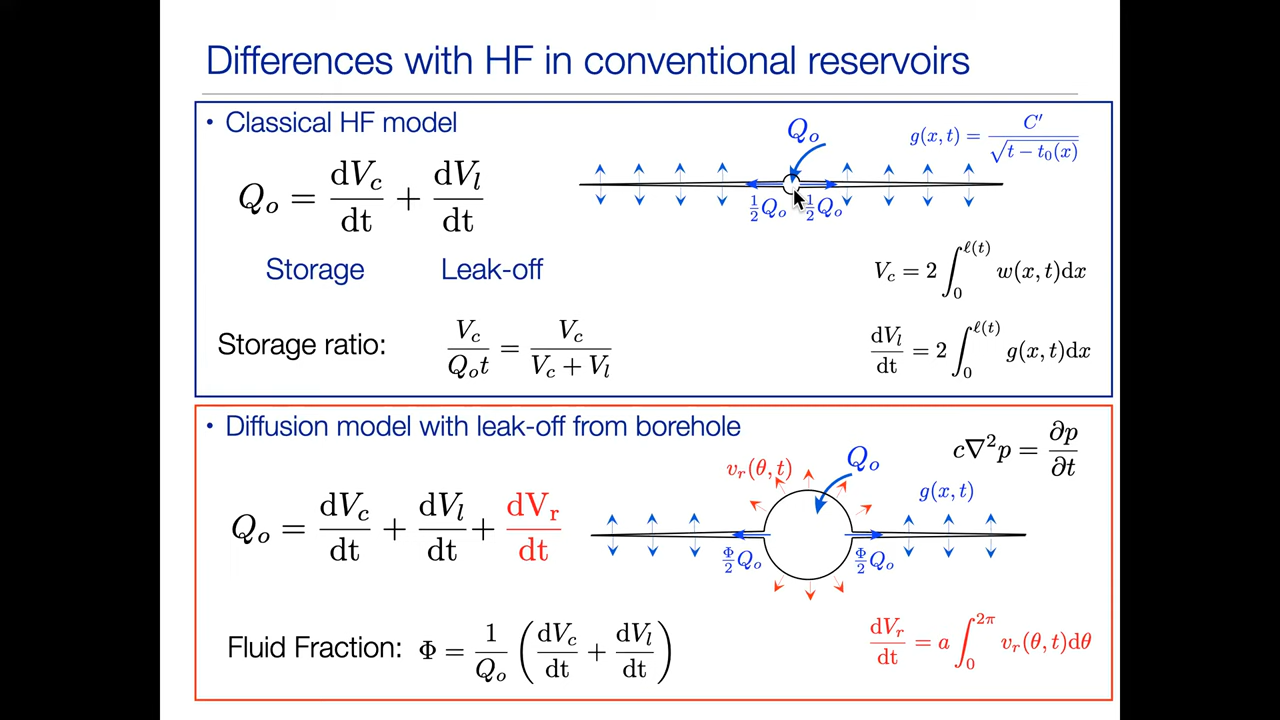 Differences with HF in conventional reservoirs
• Classical HF model
Q_o = dV_c/dt + dV_l/dt
Storage Leak-off
Storage ratio: V_c/(Q_o t) = V_c/(V_c + V_l)
Q_o
½Q_o ½Q_o
g(x, t) = C′/√(t − t_0(x))
V_c = 2 ∫_0^{ℓ(t)} w(x, t)dx
dV_l/dt = 2 ∫_0^{ℓ(t)} g(x, t)dx
• Diffusion model with leak-off from borehole
Q_o = dV_c/dt + dV_l/dt + dV_r/dt
Fluid Fraction: Φ = 1/Q_o (dV_c/dt + dV_l/dt)
v_r(θ, t)
Q_o
Φ/2 Q_o Φ/2 Q_o
c∇²p = ∂p/∂t
g(x, t)
dV_r/dt = a ∫_0^{2π} v_r(θ, t)dθ